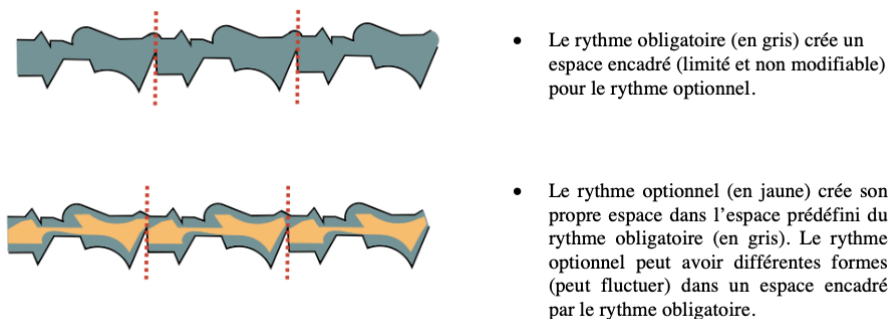 • Le rythme obligatoire (en gris) crée un
espace encadré (limité et non modifiable)
pour le rythme optionnel.
• Le rythme optionnel (en jaune) crée son
propre espace dans l’espace prédéfini du
rythme obligatoire (en gris). Le rythme
optionnel peut avoir différentes formes
(peut fluctuer) dans un espace encadré
par le rythme obligatoire.